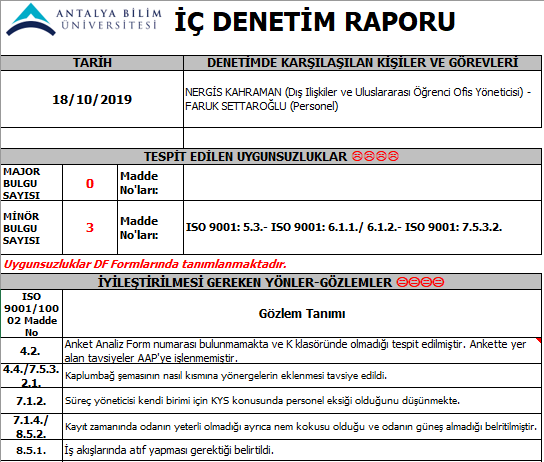 ANTALYA BİLİM
ÜNİVERSİTESİ
İÇ DENETİM RAPORU
TARİH
DENETİMDE KARŞILAŞILAN KİŞİLER VE GÖREVLERİ
18/10/2019
NERGİS KAHRAMAN (Dış Ilişkiler ve Uluslararası Öğrenci Ofis Yöneticisi) -
FARUK SETTAROĞLU (Personel)
TESPİT EDİLEN UYGUNSUZLUKLAR ☹☹☹☹
MAJOR
BULGU
SAYISI
0
Madde
No'ları:
MİNÖR
BULGU
SAYISI
3
Madde
No'ları:
ISO 9001: 5.3.- ISO 9001: 6.1.1./ 6.1.2.- ISO 9001: 7.5.3.2.
Uygunsuzluklar DF Formlarında tanımlanmaktadır.
İYİLEŞTİRİLMESİ GEREKEN YÖNLER-GÖZLEMLER ☹☹☹☹
ISO
9001/100
02 Madde
No
Gözlem Tanımı
4.2.
Anket Analiz Form numarası bulunmamakta ve K klasöründe olmadığı tespit edilmiştir. Ankette yer
alan tavsiyeler AAP'ye işlenmemiştir.
4.4./7.5.3.
2.1.
Kaplumbağ şemasının nasıl kısmına yönergelerin eklenmesi tavsiye edildi.
7.1.2.
Süreç yöneticisi kendi birimi için KYS konusunda personel eksiği olduğunu düşünmekte.
7.1.4./
8.5.2.
Kayıt zamanında odanın yeterli olmadığı ayrıca nem kokusu olduğu ve odanın güneş almadığı belritilmiştir.
8.5.1.
İş akışlarında atıf yapması gerektiği belirtildi.